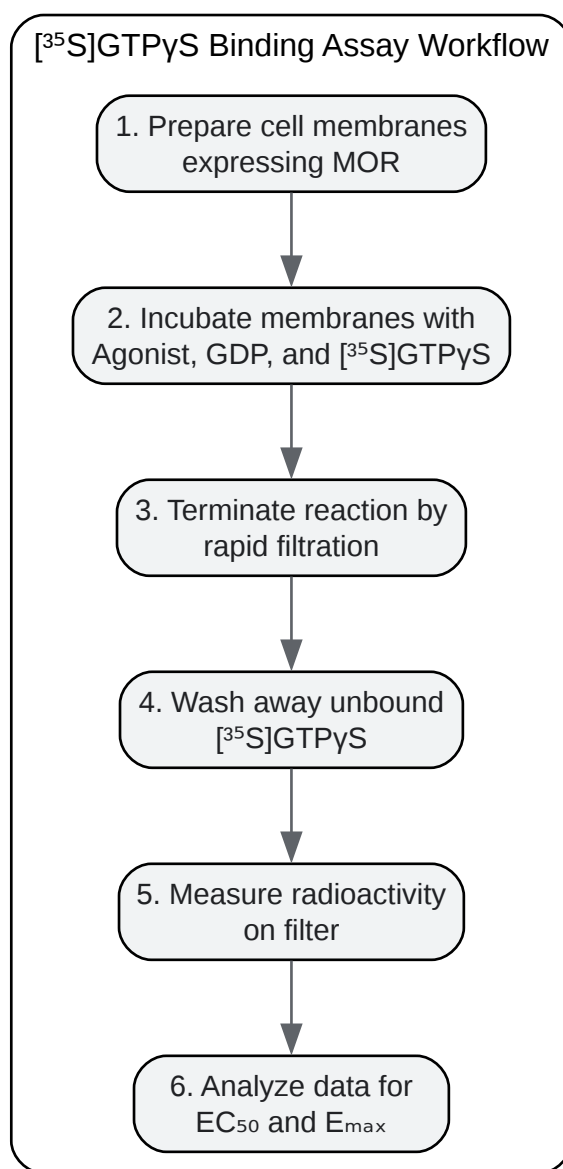 [³⁵S]GTPγS Binding Assay Workflow
1. Prepare cell membranes
expressing MOR
2. Incubate membranes with
Agonist, GDP, and [³⁵S]GTPγS
3. Terminate reaction by
rapid filtration
4. Wash away unbound
[³⁵S]GTPγS
5. Measure radioactivity
on filter
6. Analyze data for
EC₅₀ and Eₘₐₓ